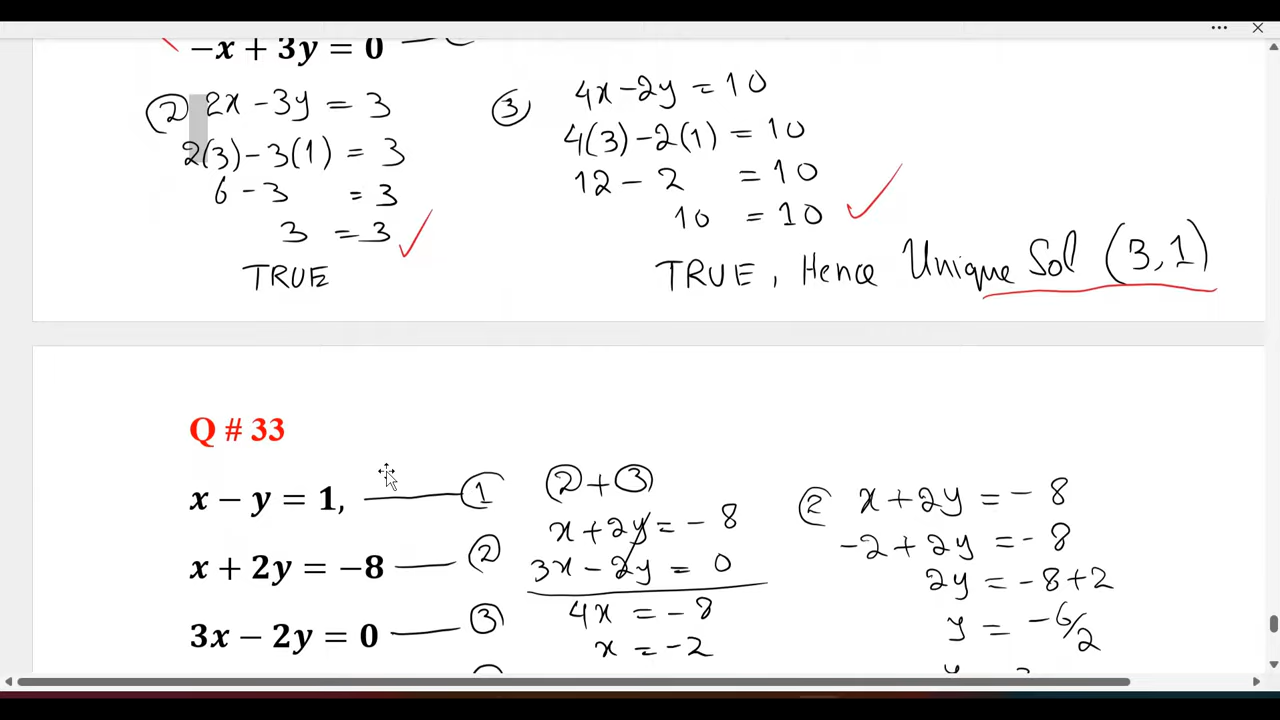 -x + 3y = 0
② 2x - 3y = 3
2(3) - 3(1) = 3
6 - 3 = 3
3 = 3
TRUE
③ 4x - 2y = 10
4(3) - 2(1) = 10
12 - 2 = 10
10 = 10
TRUE, Hence Unique Sol (3,1)
Q # 33
x - y = 1, ①
x + 2y = -8 ②
3x - 2y = 0 ③
② + ③
x + 2y = - 8
3x - 2y = 0
4x = - 8
x = -2
② x + 2y = - 8
-2 + 2y = - 8
2y = - 8 + 2
y = -6/2